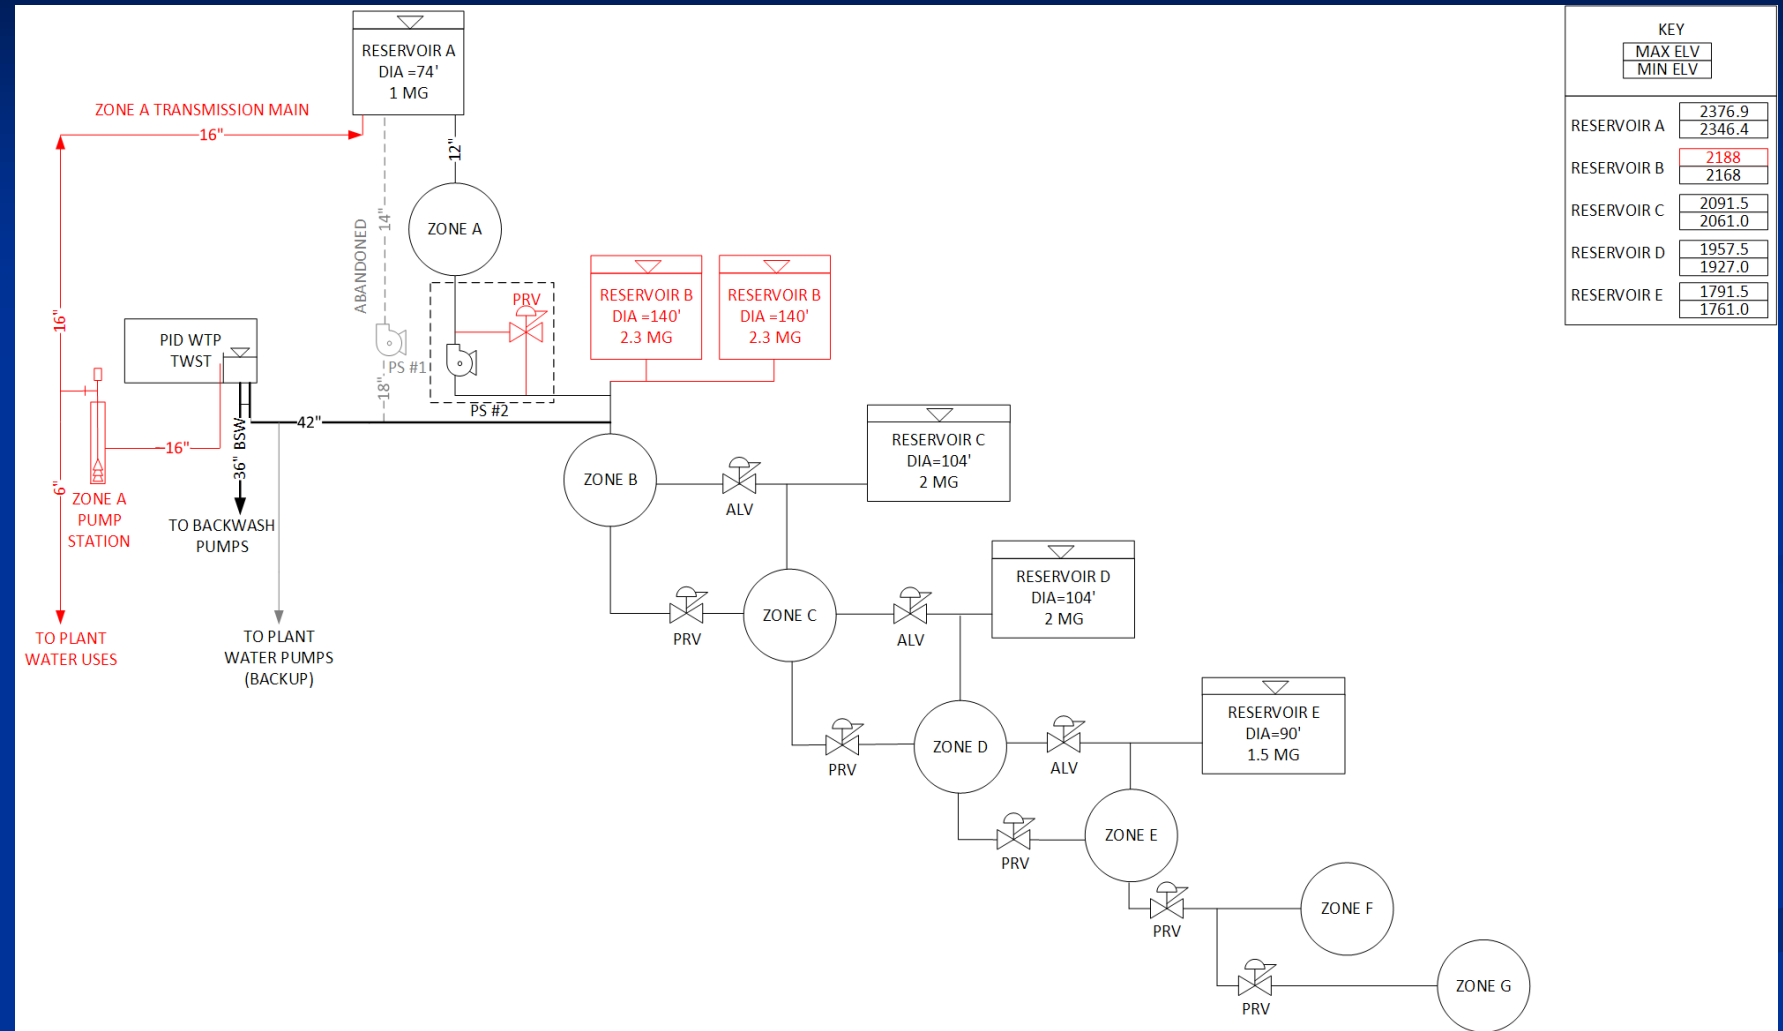 RESERVOIR A
DIA =74'
1 MG
KEY
MAX ELV
MIN ELV
RESERVOIR A
2376.9
2346.4
RESERVOIR B
2188
2168
RESERVOIR C
2091.5
2061.0
RESERVOIR D
1957.5
1927.0
RESERVOIR E
1791.5
1761.0
ZONE A TRANSMISSION MAIN
16"
12"
ABANDONED
14"
ZONE A
16"
PID WTP
TWST
PS #1
18"
PRV
PS #2
RESERVOIR B
DIA =140'
2.3 MG
RESERVOIR B
DIA =140'
2.3 MG
42"
36" BSW
16"
6"
ZONE A
PUMP
STATION
TO BACKWASH
PUMPS
TO PLANT
WATER USES
TO PLANT
WATER PUMPS
(BACKUP)
ZONE B
ALV
RESERVOIR C
DIA=104'
2 MG
PRV
ZONE C
ALV
RESERVOIR D
DIA=104'
2 MG
PRV
ZONE D
ALV
RESERVOIR E
DIA=90'
1.5 MG
PRV
ZONE E
PRV
ZONE F
PRV
ZONE G